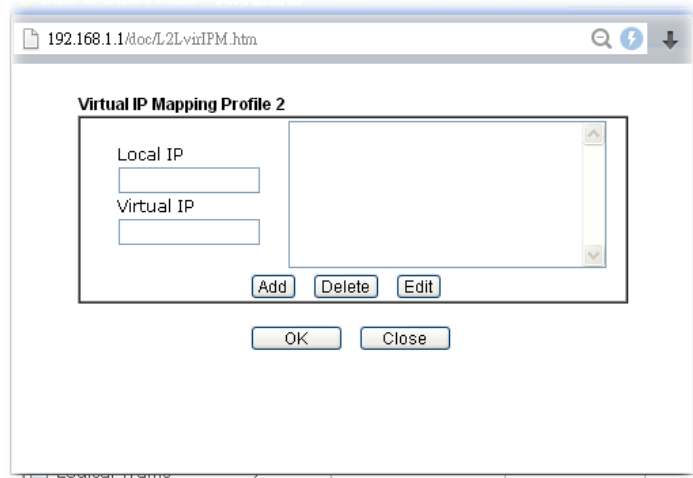 192.168.1.1/doc/L2LvirIPM.htm
Virtual IP Mapping Profile 2
Local IP
Virtual IP
Add Delete Edit
OK Close